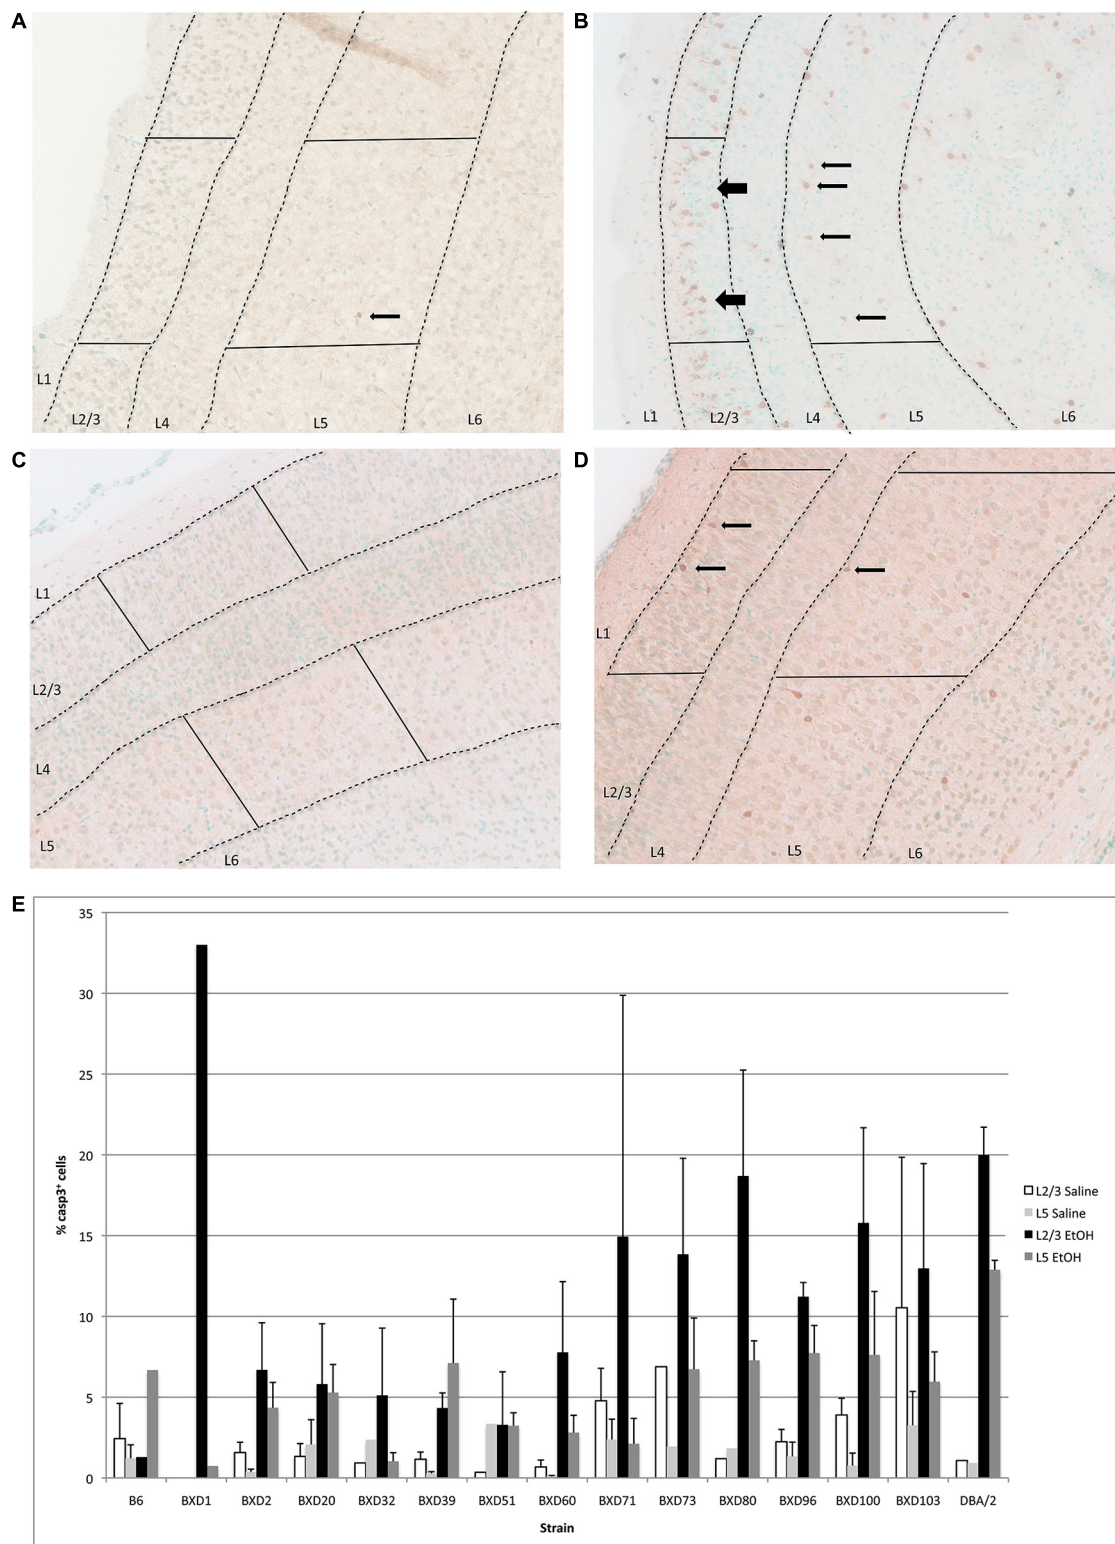 A
L1
L2/3
L4
L5
L6
B
L1
L2/3
L4
L5
L6
C
L1
L2/3
L4
L5
L6
D
L1
L2/3
L4
L5
L6
E
35
30
25
20
15
10
5
0
% casp3⁺ cells
B6 BXD1 BXD2 BXD20 BXD32 BXD39 BXD51 BXD60 BXD71 BXD73 BXD80 BXD96 BXD100 BXD103 DBA/2
Strain
L2/3 Saline
L5 Saline
L2/3 EtOH
L5 EtOH